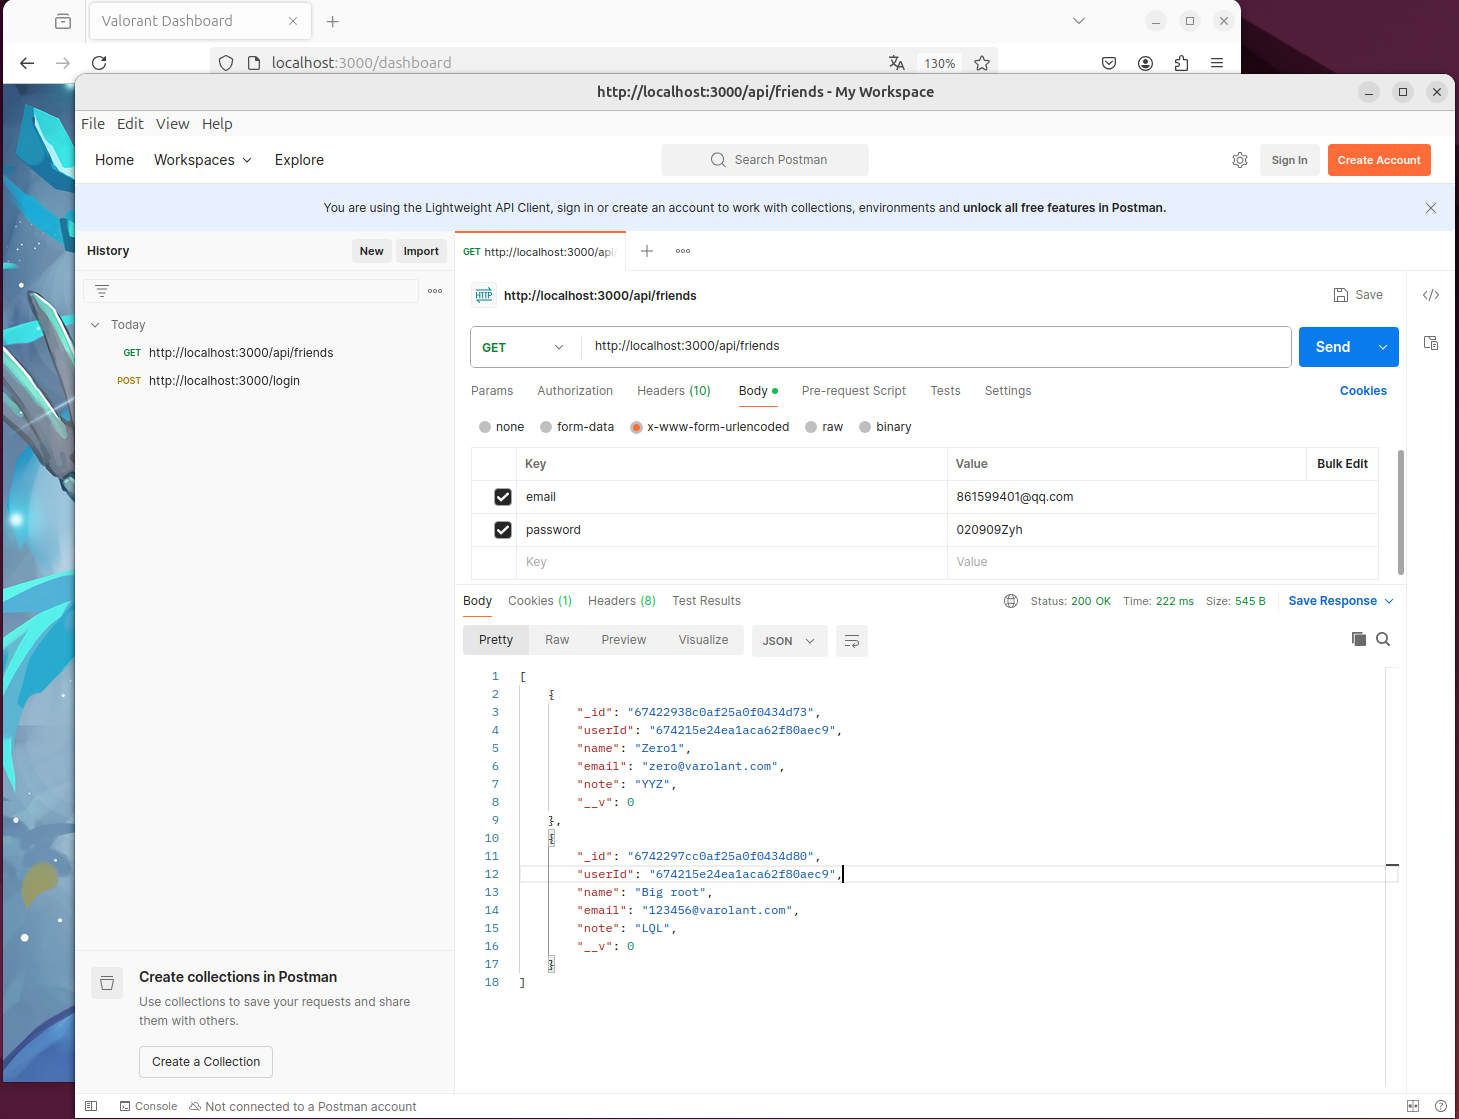 Valorant Dashboard
localhost:3000/dashboard
130%
http://localhost:3000/api/friends - My Workspace
File Edit View Help
Home Workspaces Explore
Search Postman
Sign In
Create Account
You are using the Lightweight API Client, sign in or create an account to work with collections, environments and unlock all free features in Postman.
History
New
Import
Today
GET http://localhost:3000/api/friends
POST http://localhost:3000/login
Create collections in Postman
Use collections to save your requests and share
them with others.
Create a Collection
GET http://localhost:3000/api
HTTP http://localhost:3000/api/friends
Save
GET http://localhost:3000/api/friends
Send
Params Authorization Headers (10) Body Pre-request Script Tests Settings
Cookies
none form-data x-www-form-urlencoded raw binary
Key Value Bulk Edit
email 861599401@qq.com
password 020909Zyh
Key Value
Body Cookies (1) Headers (8) Test Results
Status: 200 OK Time: 222 ms Size: 545 B
Save Response
Pretty Raw Preview Visualize JSON
1 [
2 {
3 "_id": "67422938c0af25a0f0434d73",
4 "userId": "674215e24ea1aca62f80aec9",
5 "name": "Zero1",
6 "email": "zero@varolant.com",
7 "note": "YYZ",
8 "__v": 0
9 },
10 {
11 "_id": "6742297cc0af25a0f0434d80",
12 "userId": "674215e24ea1aca62f80aec9",
13 "name": "Big root",
14 "email": "123456@varolant.com",
15 "note": "LQL",
16 "__v": 0
17 }
18 ]
Console Not connected to a Postman account